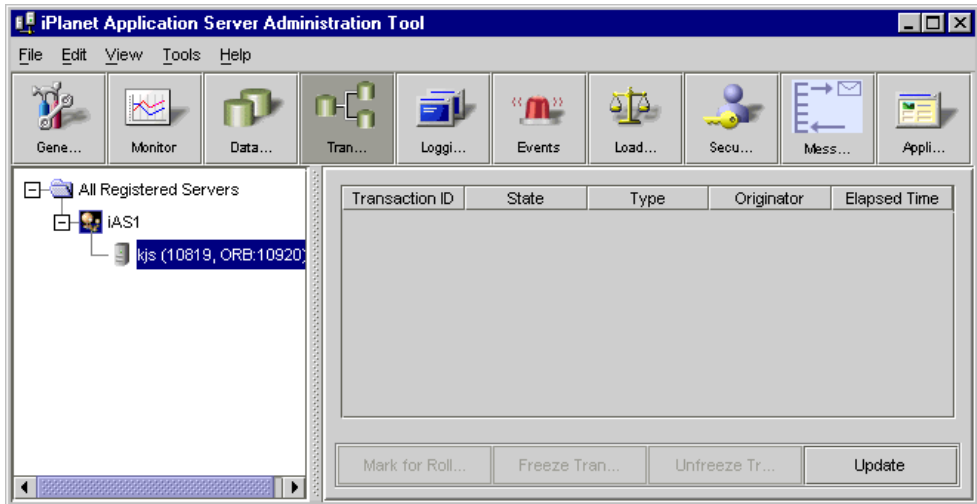 iPlanet Application Server Administration Tool
File Edit View Tools Help
Gene... Monitor Data... Tran... Loggi... Events Load... Secu... Mess... Appli...
All Registered Servers
iAS1
kjs (10819, ORB:10920)
Transaction ID State Type Originator Elapsed Time
Mark for Roll... Freeze Tran... Unfreeze Tr... Update